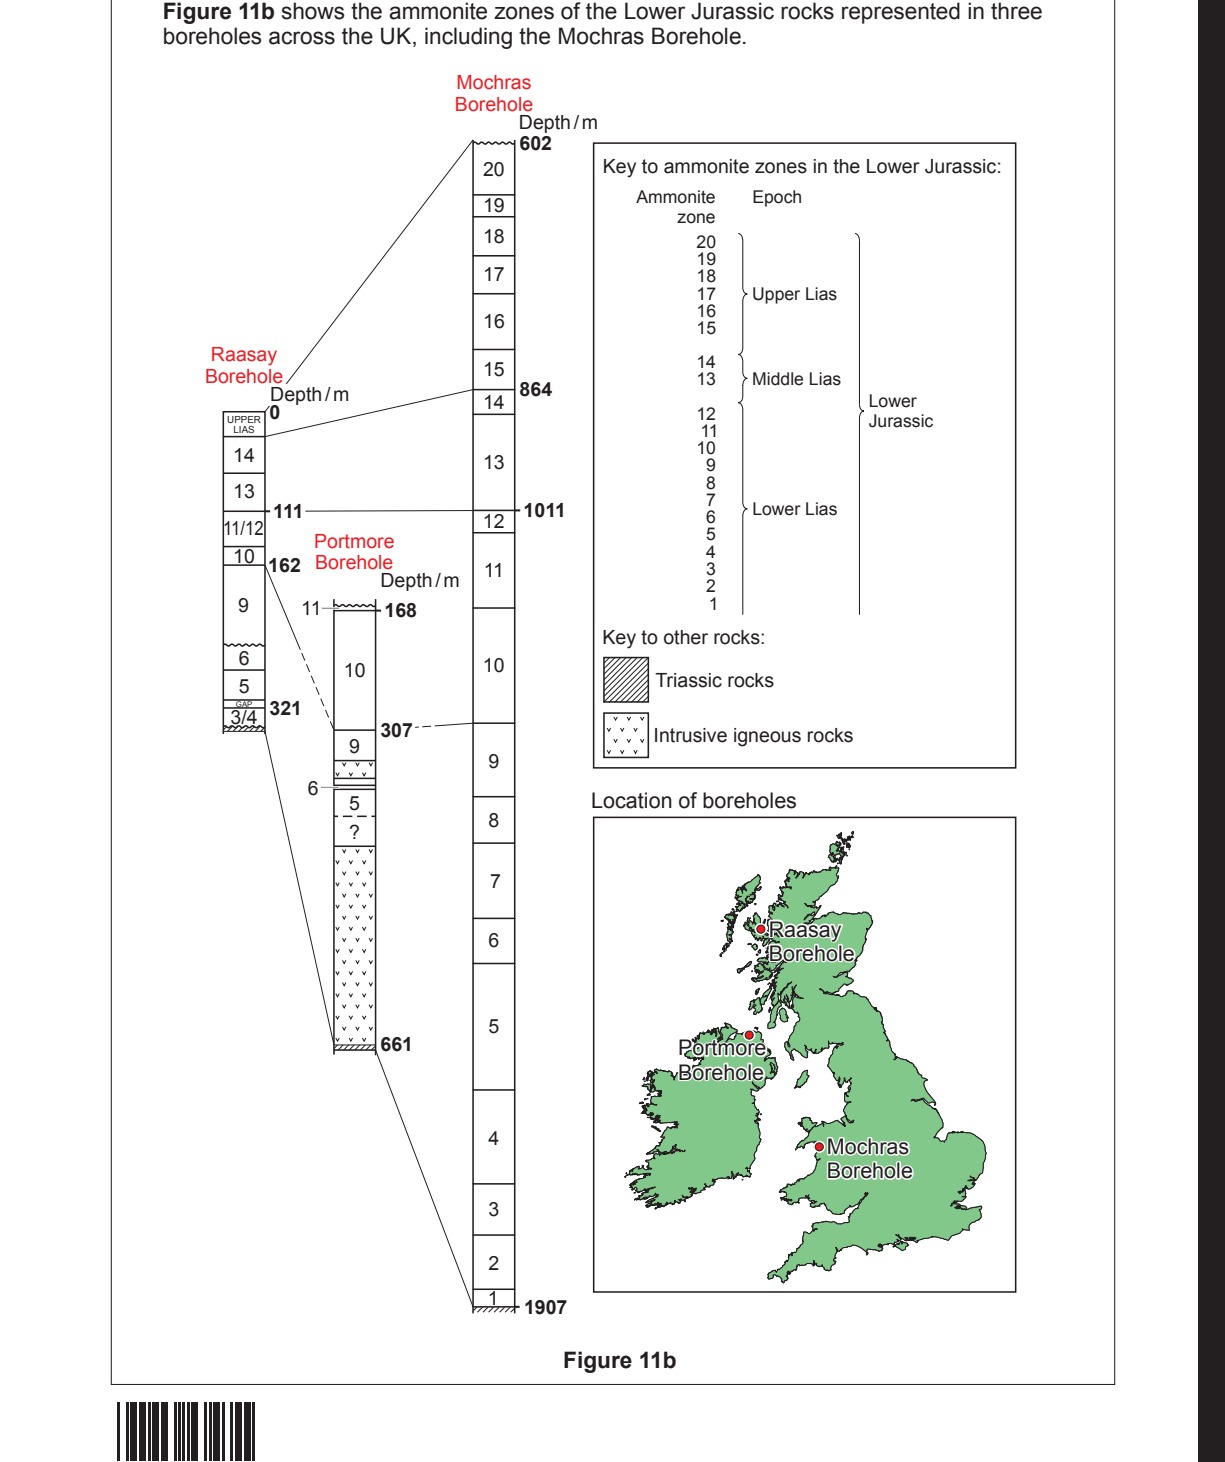 Figure 11b shows the ammonite zones of the Lower Jurassic rocks represented in three
boreholes across the UK, including the Mochras Borehole.
Mochras
Borehole
Depth / m
602
20
19
18
17
16
15
864
14
13
1011
12
11
10
9
8
7
6
5
4
3
2
1
1907
Raasay
Borehole
Depth / m
0
UPPER
LIAS
14
13
111
11/12
10
162
9
6
5
GAP
321
3/4
Portmore
Borehole
Depth / m
11
168
10
307
9
6
5
?
661
Key to ammonite zones in the Lower Jurassic:
Ammonite
zone
Epoch
20
19
18
17
16
15
Upper Lias
14
13
Middle Lias
12
11
10
9
8
7
6
5
4
3
2
1
Lower Lias
Lower
Jurassic
Key to other rocks:
Triassic rocks
Intrusive igneous rocks
Location of boreholes
Raasay
Borehole
Portmore
Borehole
Mochras
Borehole
Figure 11b